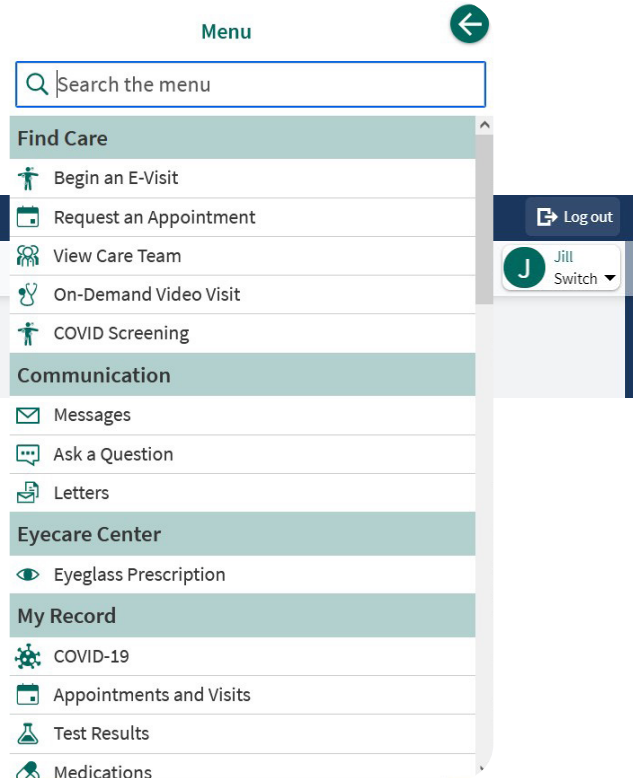 Menu
Search the menu
Find Care
Begin an E-Visit
Log out
Request an Appointment
View Care Team
J
Jill
Switch
On-Demand Video Visit
COVID Screening
Communication
Messages
Ask a Question
Letters
Eyecare Center
Eyeglass Prescription
My Record
COVID-19
Appointments and Visits
Test Results
Medications